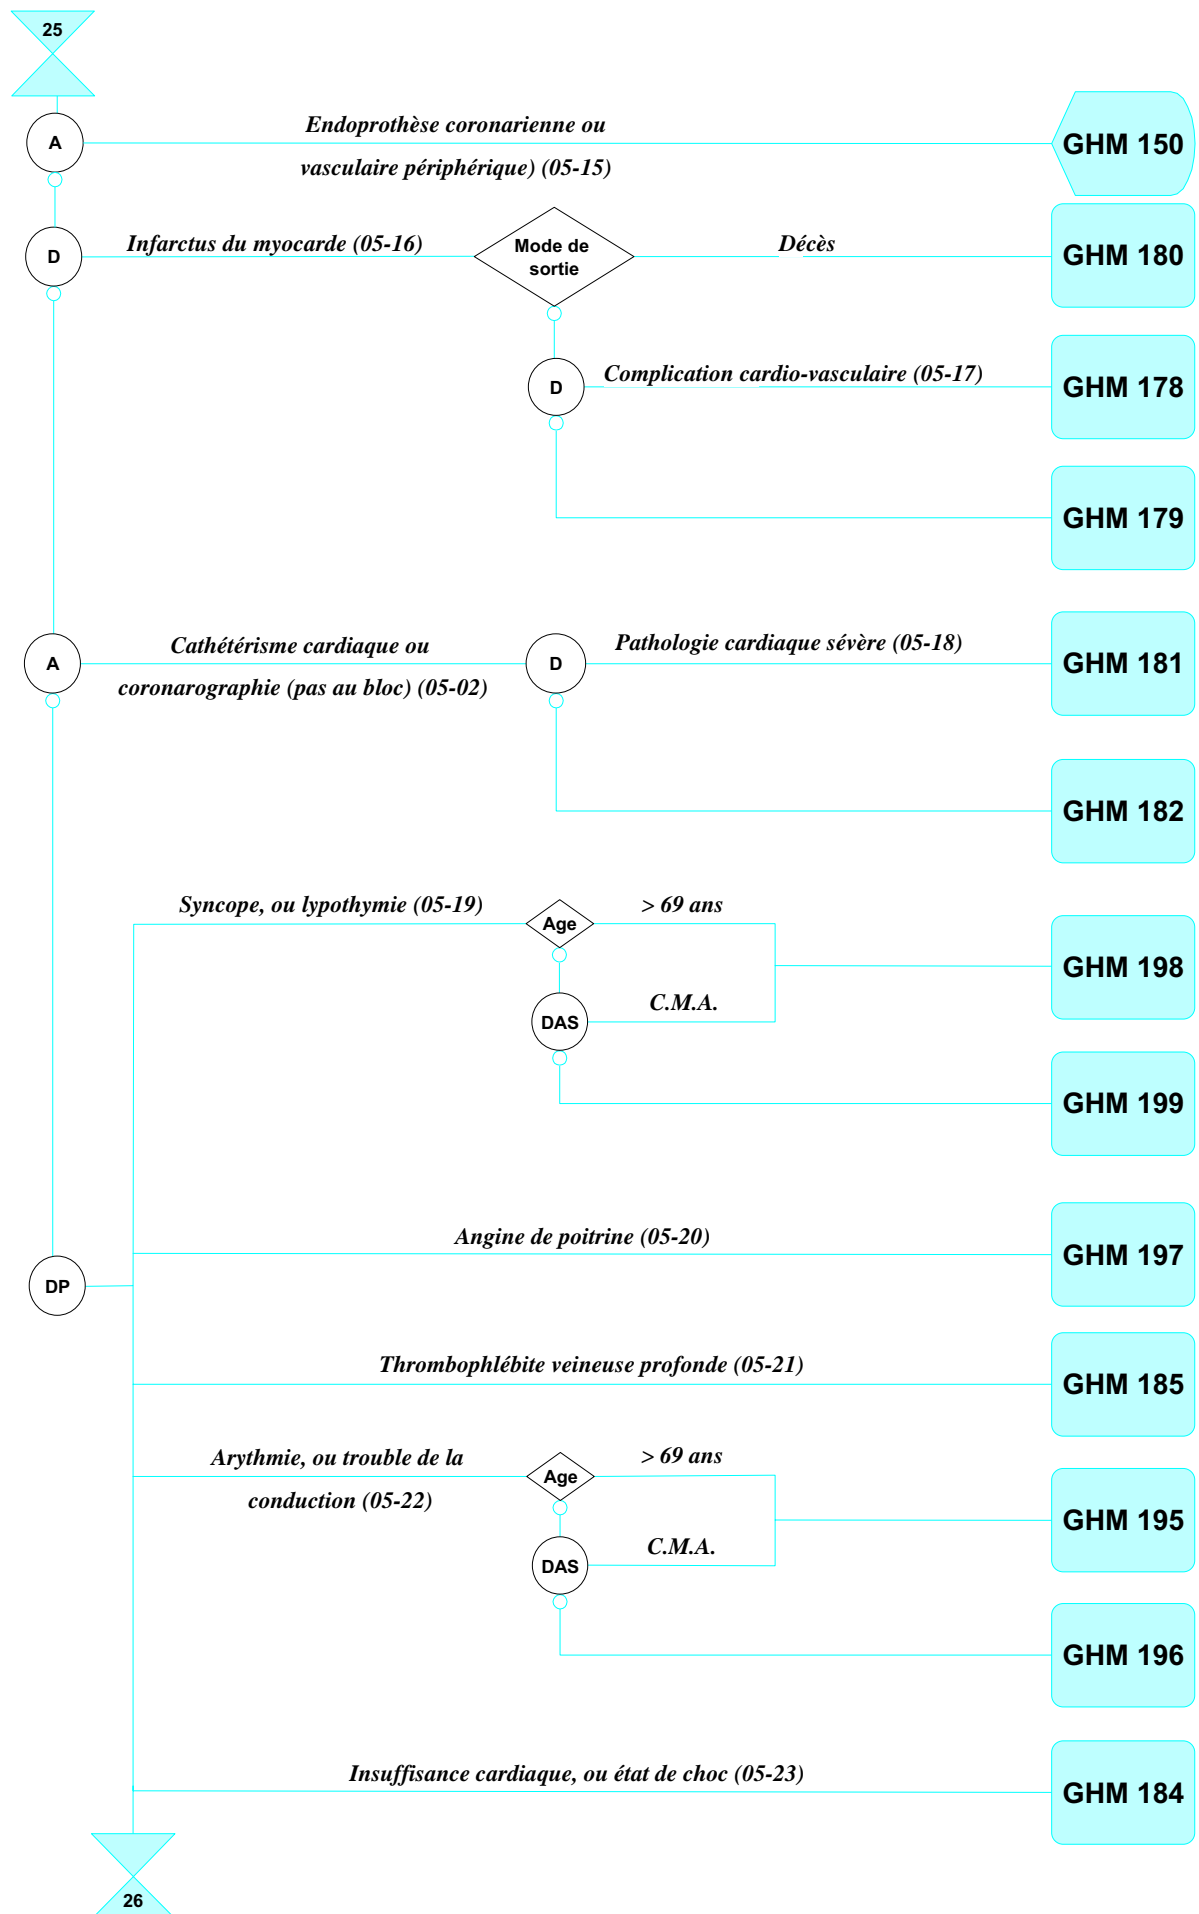 25
A
Endoprothèse coronarienne ou
vasculaire périphérique) (05-15)
GHM 150
D
Infarctus du myocarde (05-16)
Mode de
sortie
Décès
GHM 180
D
Complication cardio-vasculaire (05-17)
GHM 178
GHM 179
A
Cathétérisme cardiaque ou
coronarographie (pas au bloc) (05-02)
D
Pathologie cardiaque sévère (05-18)
GHM 181
GHM 182
Syncope, ou lypothymie (05-19)
Age
> 69 ans
DAS
C.M.A.
GHM 198
GHM 199
DP
Angine de poitrine (05-20)
GHM 197
Thrombophlébite veineuse profonde (05-21)
GHM 185
Arythmie, ou trouble de la
conduction (05-22)
Age
> 69 ans
DAS
C.M.A.
GHM 195
GHM 196
Insuffisance cardiaque, ou état de choc (05-23)
GHM 184
26